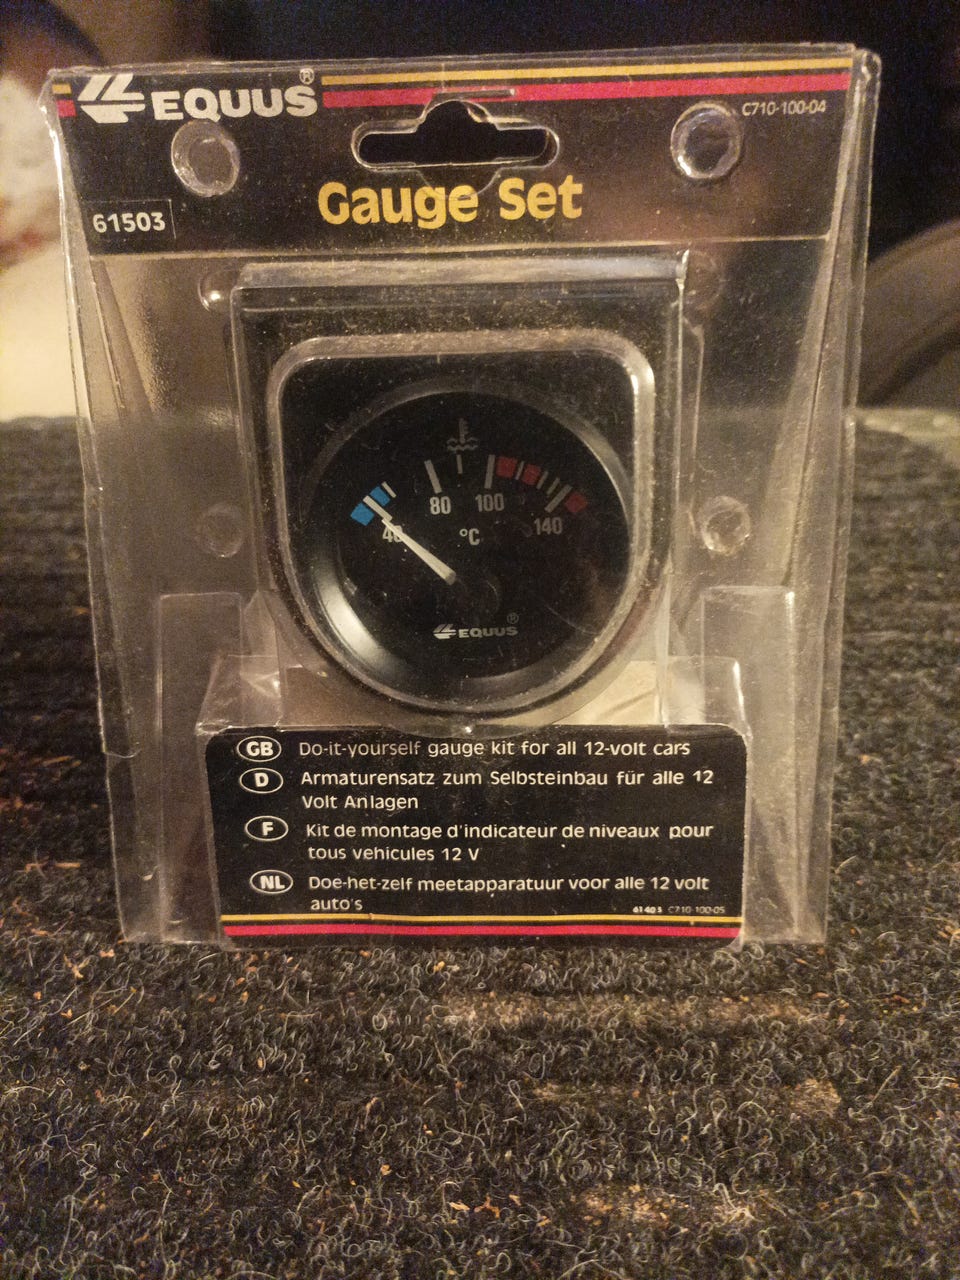 EQUUS®
C710-100-04
Gauge Set
61503
80 100
40 140
°C
EQUUS®
GB Do-it-yourself gauge kit for all 12-volt cars
D Armaturensatz zum Selbsteinbau für alle 12
Volt Anlagen
F Kit de montage d'indicateur de niveaux pour
tous vehicules 12 V
NL Doe-het-zelf meetapparatuur voor alle 12 volt
auto's
61403 C710-100-05